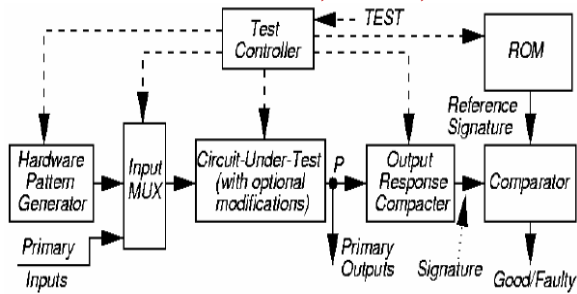 TEST
Test
Controller
ROM
Reference
Signature
Hardware
Pattern
Generator
Input
MUX
Circuit-Under-Test
(with optional
modifications)
P
Output
Response
Compacter
Comparator
Primary
Inputs
Primary
Outputs
Signature
Good/Faulty